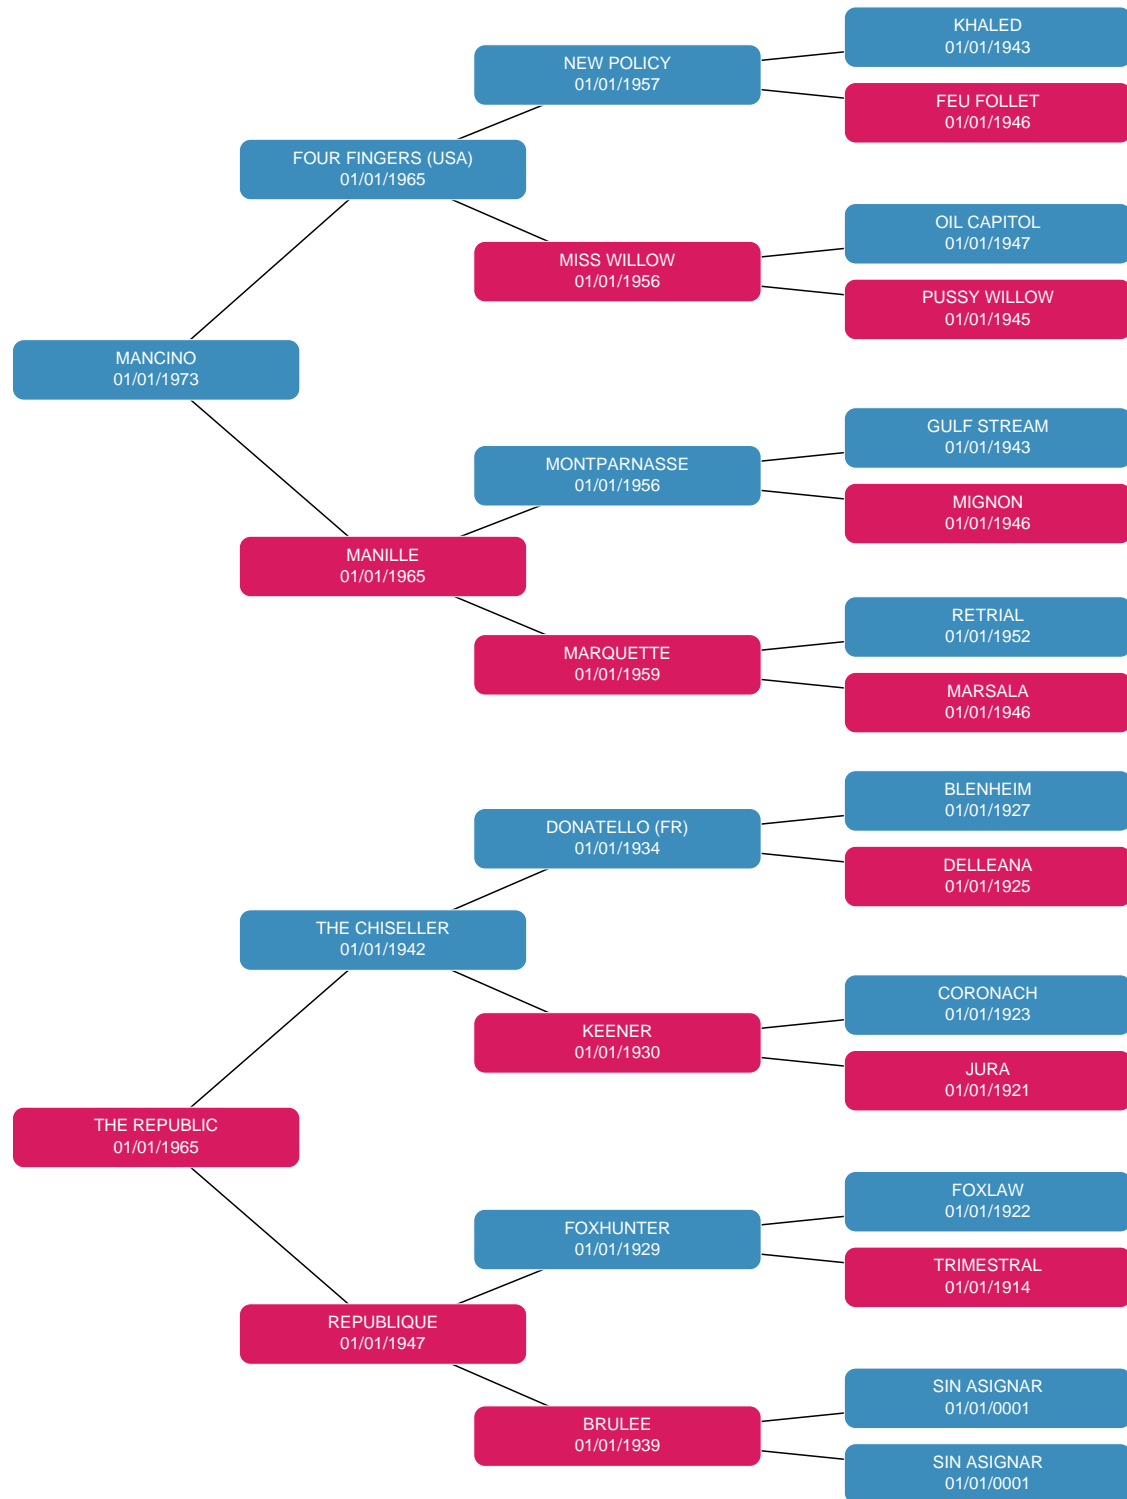 KHALED
01/01/1943
NEW POLICY
01/01/1957
FEU FOLLET
01/01/1946
FOUR FINGERS (USA)
01/01/1965
OIL CAPITOL
01/01/1947
MISS WILLOW
01/01/1956
PUSSY WILLOW
01/01/1945
MANCINO
01/01/1973
GULF STREAM
01/01/1943
MONTPARNASSE
01/01/1956
MIGNON
01/01/1946
MANILLE
01/01/1965
RETRIAL
01/01/1952
MARQUETTE
01/01/1959
MARSALA
01/01/1946
BLENHEIM
01/01/1927
DONATELLO (FR)
01/01/1934
DELLEANA
01/01/1925
THE CHISELLER
01/01/1942
CORONACH
01/01/1923
KEENER
01/01/1930
JURA
01/01/1921
THE REPUBLIC
01/01/1965
FOXLAW
01/01/1922
FOXHUNTER
01/01/1929
TRIMESTRAL
01/01/1914
REPUBLIQUE
01/01/1947
SIN ASIGNAR
01/01/0001
BRULEE
01/01/1939
SIN ASIGNAR
01/01/0001